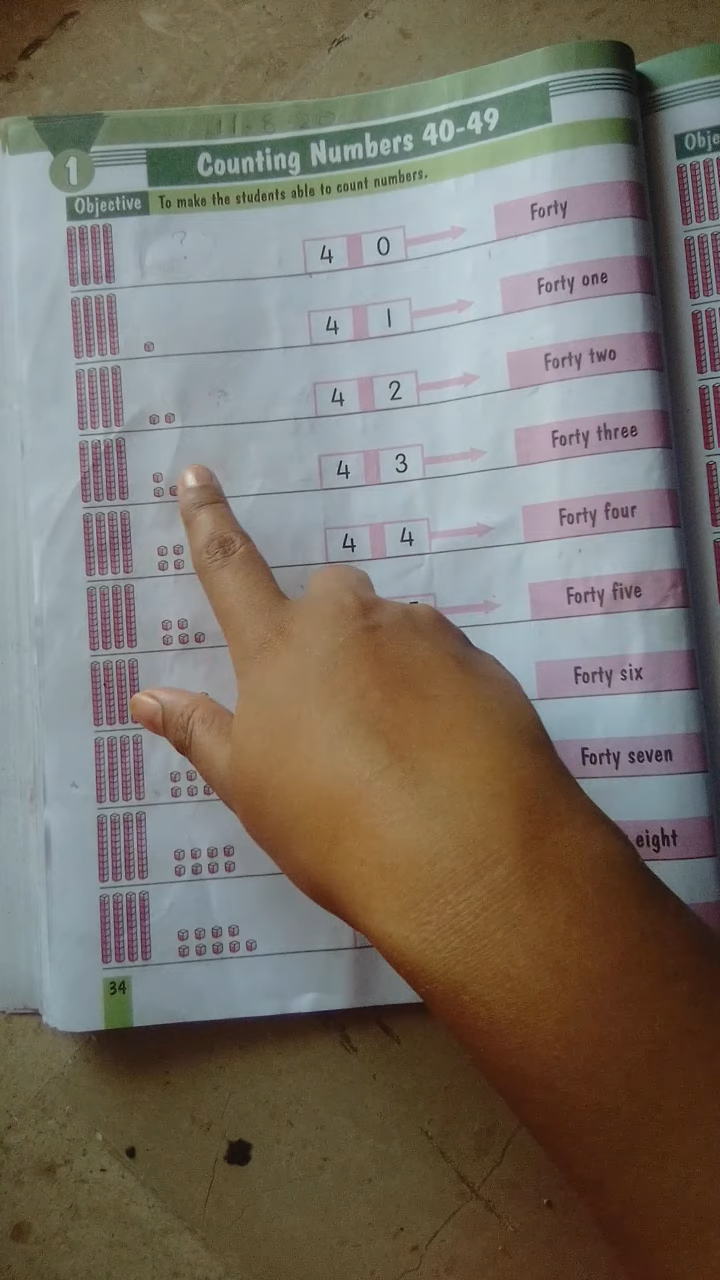 1
Counting Numbers 40-49
Obje
Objective To make the students able to count numbers.
4 0 Forty
4 1 Forty one
4 2 Forty two
4 3 Forty three
4 4 Forty four
Forty five
Forty six
Forty seven
eight
34